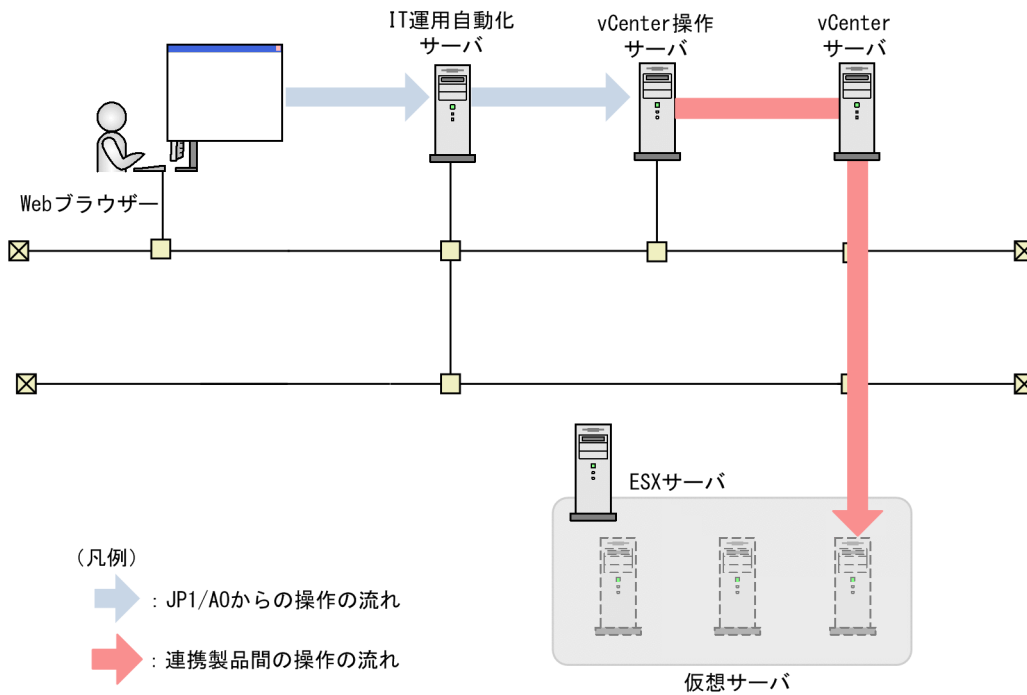 IT運用自動化
サーバ
vCenter操作
サーバ
vCenter
サーバ
Webブラウザー
ESXサーバ
(凡例)
：JP1/AOからの操作の流れ
：連携製品間の操作の流れ
仮想サーバ